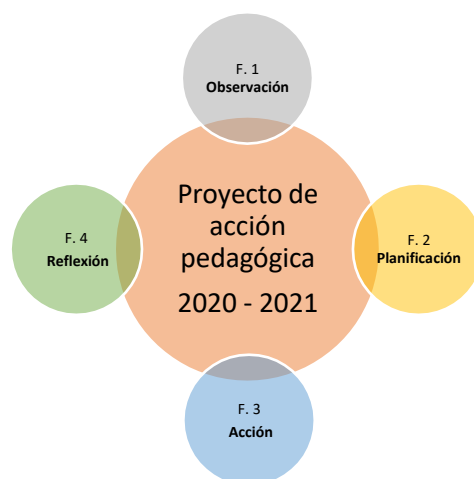 F. 1
Observación
Proyecto de
acción
pedagógica
2020 - 2021
F. 4
Reflexión
F. 2
Planificación
F. 3
Acción